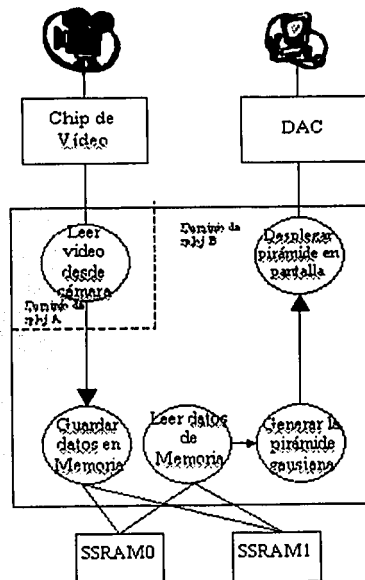 Chip de
Vídeo
DAC
Leer
video
desde
cámara
Desplegar
pirámide en
pantalla
Guardar
datos en
Memoria
Leer datos
de
Memoria
Generar la
pirámide
gausiana
SSRAM0
SSRAM1